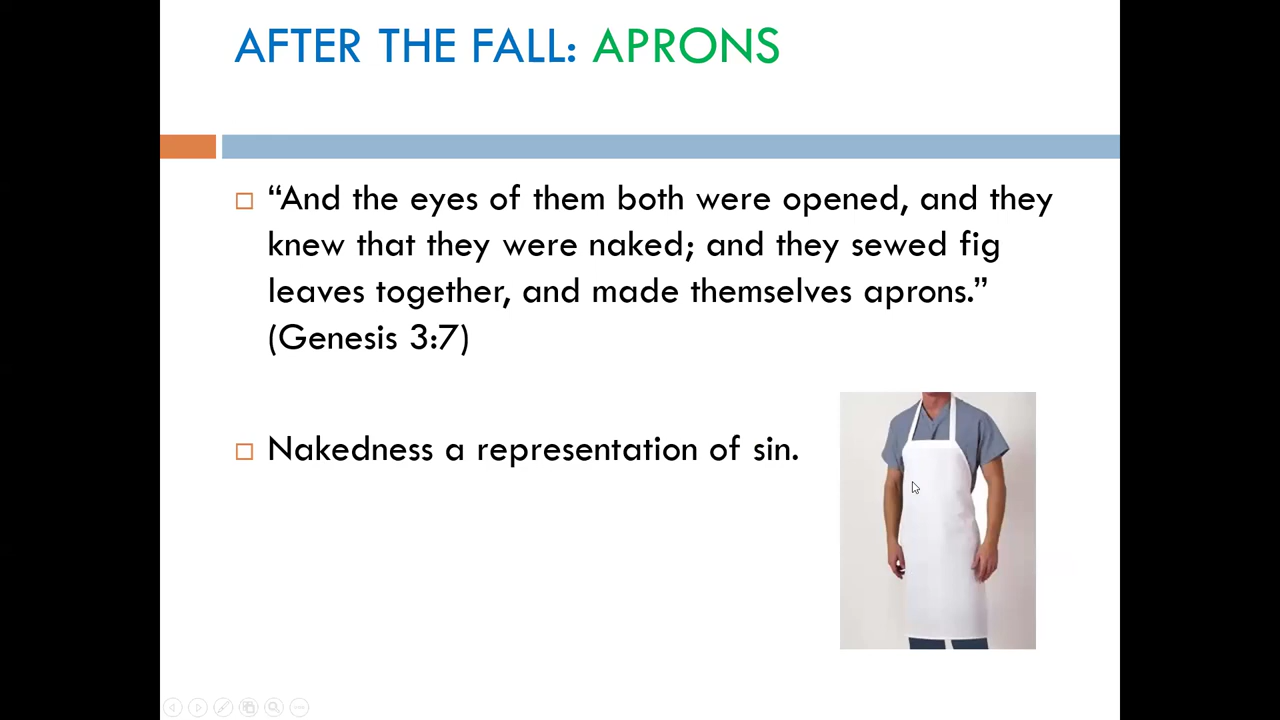 AFTER THE FALL: APRONS
“And the eyes of them both were opened, and they
knew that they were naked; and they sewed fig
leaves together, and made themselves aprons.”
(Genesis 3:7)
Nakedness a representation of sin.